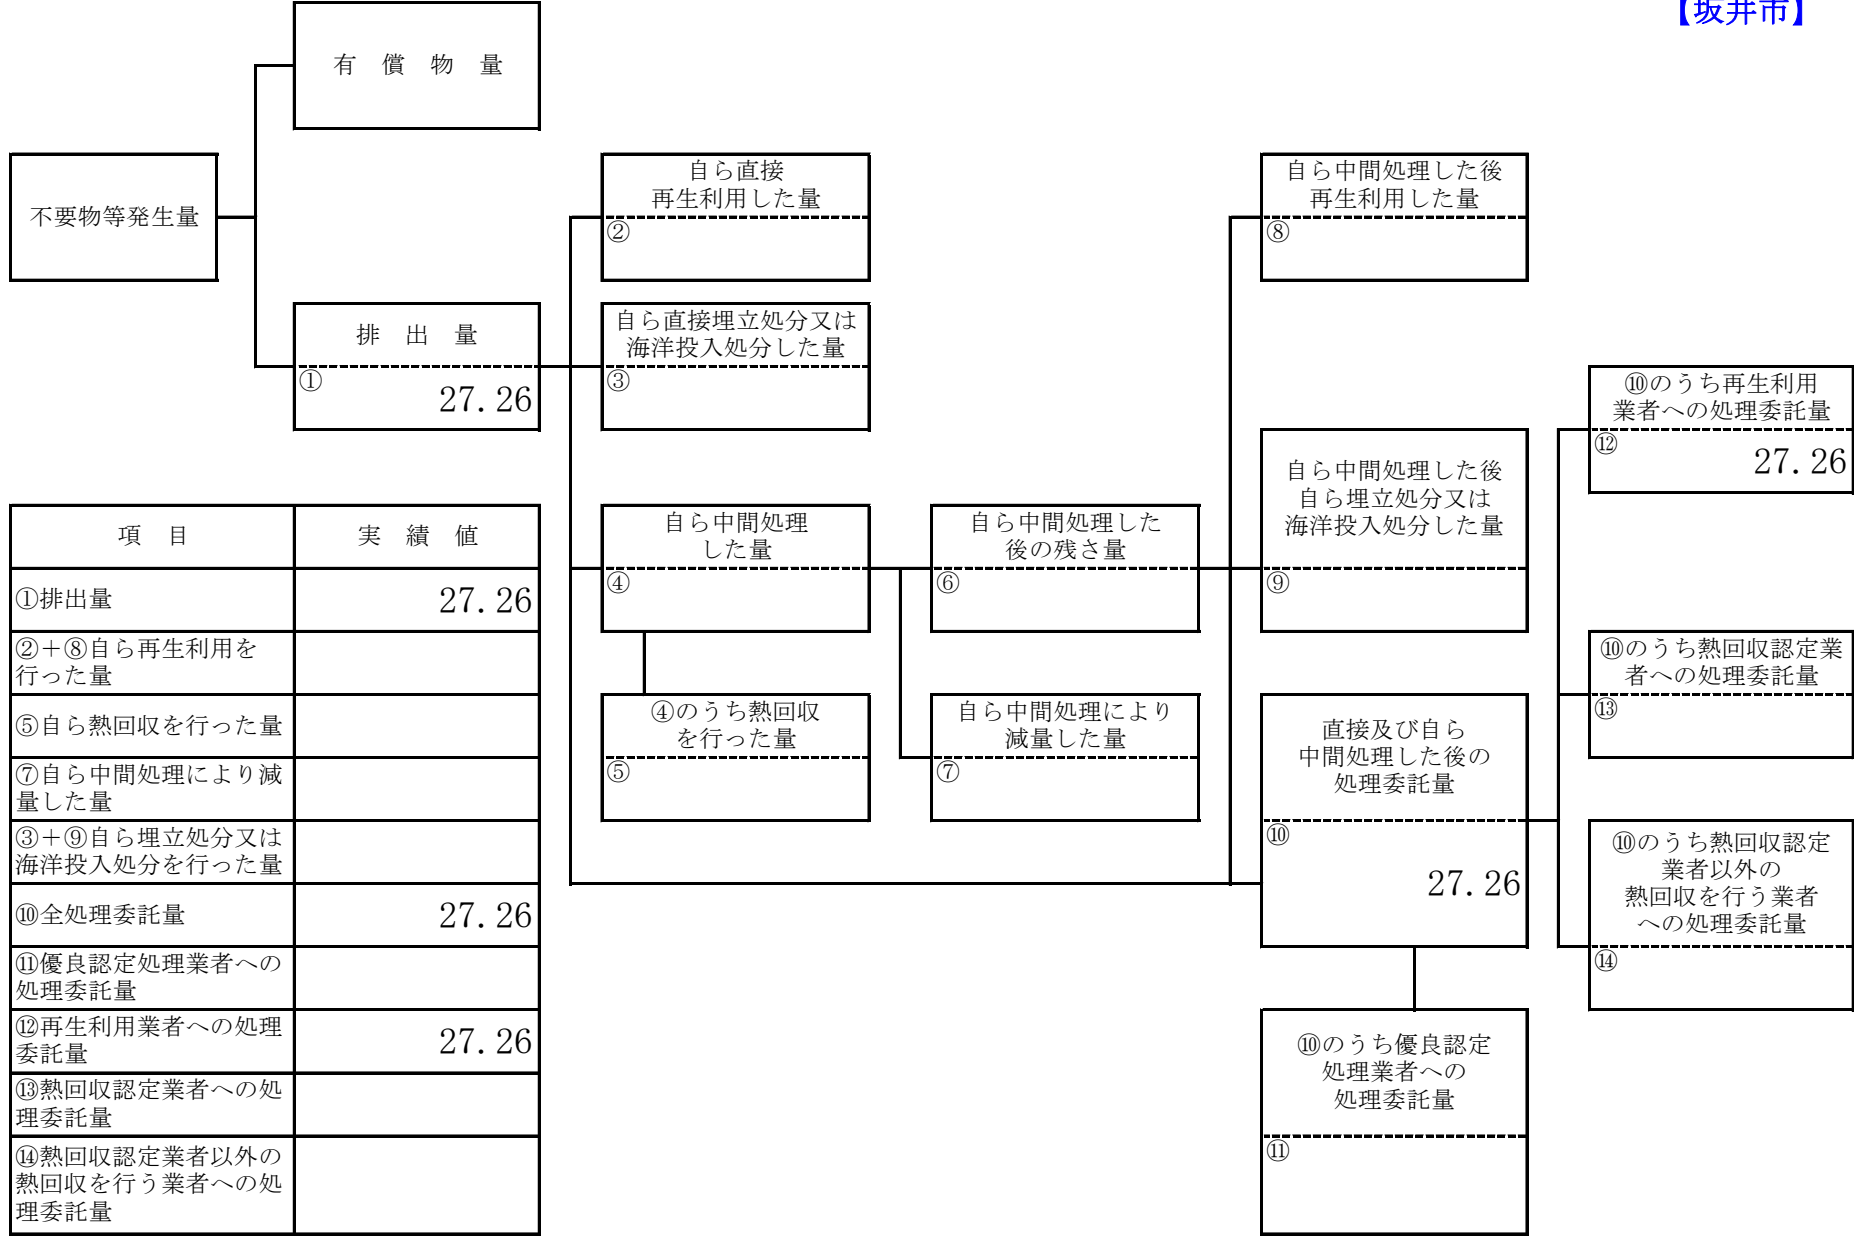 【坂井市】
有　償　物　量
不要物等発生量
自ら直接
再生利用した量
②
自ら中間処理した後
再生利用した量
⑧
排　出　量
①
27.26
自ら直接埋立処分又は
海洋投入処分した量
③
⑩のうち再生利用
業者への処理委託量
⑫
27.26
自ら中間処理した後
自ら埋立処分又は
海洋投入処分した量
⑨
自ら中間処理
した量
④
自ら中間処理した
後の残さ量
⑥
④のうち熱回収
を行った量
⑤
自ら中間処理により
減量した量
⑦
直接及び自ら
中間処理した後の
処理委託量
⑩
27.26
⑩のうち熱回収認定業
者への処理委託量
⑬
⑩のうち熱回収認定
業者以外の
熱回収を行う業者
への処理委託量
⑭
⑩のうち優良認定
処理業者への
処理委託量
⑪
項　目　実　績　値
①排出量　27.26
②＋⑧自ら再生利用を
行った量
⑤自ら熱回収を行った量
⑦自ら中間処理により減
量した量
③＋⑨自ら埋立処分又は
海洋投入処分を行った量
⑩全処理委託量　27.26
⑪優良認定処理業者への
処理委託量
⑫再生利用業者への処理
委託量　27.26
⑬熱回収認定業者への処
理委託量
⑭熱回収認定業者以外の
熱回収を行う業者への処
理委託量